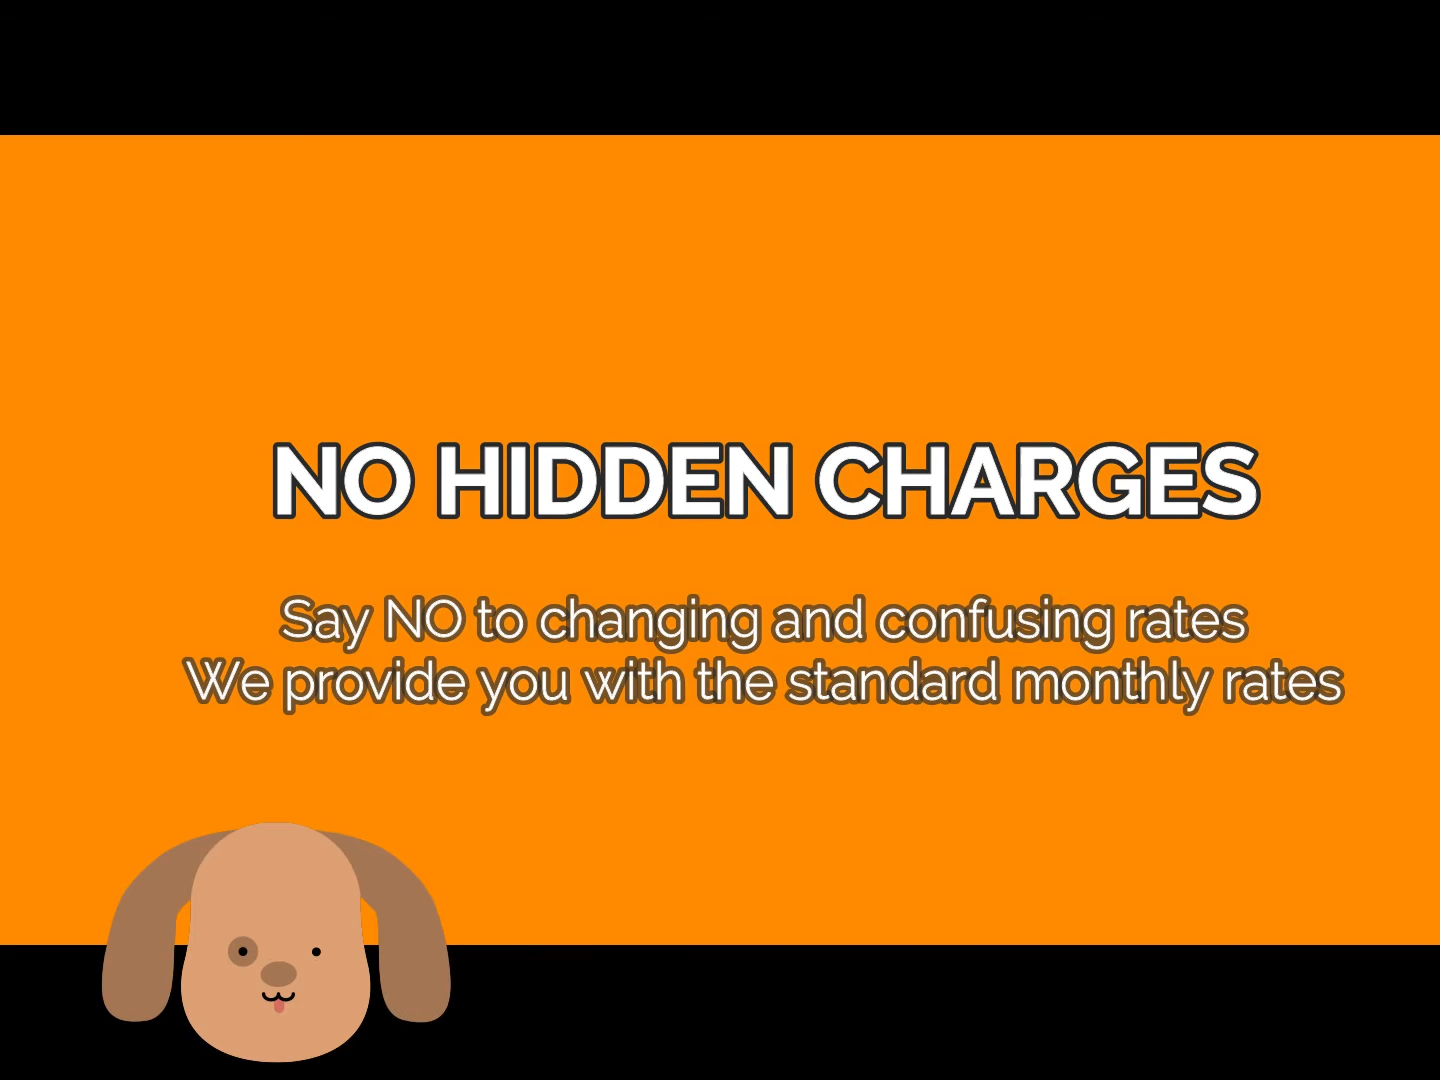 NO HIDDEN CHARGES
Say NO to changing and confusing rates
We provide you with the standard monthly rates